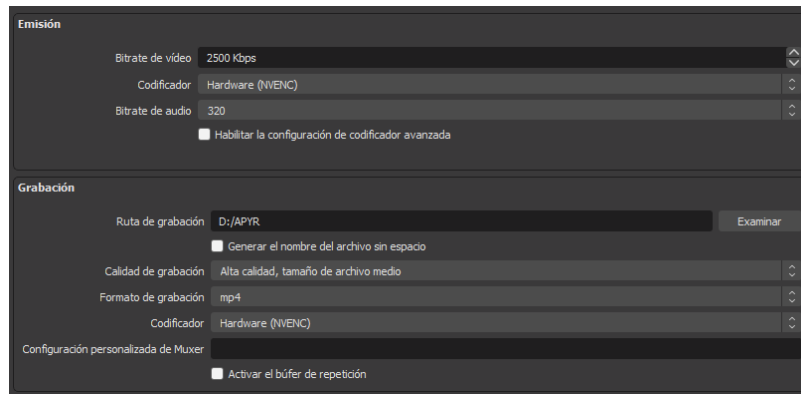 Emisión
Bitrate de vídeo 2500 Kbps
Codificador Hardware (NVENC)
Bitrate de audio 320
Habilitar la configuración de codificador avanzada
Grabación
Ruta de grabación D:/APYR Examinar
Generar el nombre del archivo sin espacio
Calidad de grabación Alta calidad, tamaño de archivo medio
Formato de grabación mp4
Codificador Hardware (NVENC)
Configuración personalizada de Muxer
Activar el búfer de repetición